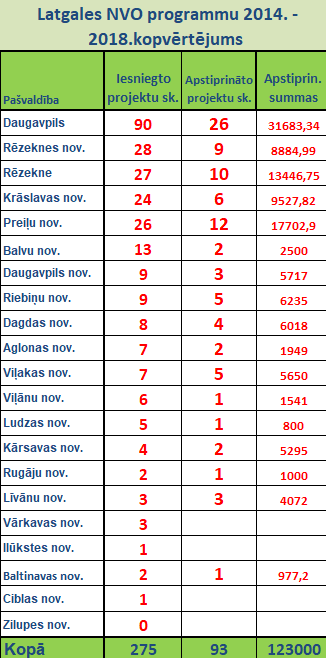 Latgales NVO programmu 2014. -
2018.kopvērtējums
Pašvaldība Iesniegto projektu sk. Apstiprināto projektu sk. Apstiprin. summas
Daugavpils 90 26 31683,34
Rēzeknes nov. 28 9 8884,99
Rēzekne 27 10 13446,75
Krāslavas nov. 24 6 9527,82
Preiļu nov. 26 12 17702,9
Balvu nov. 13 2 2500
Daugavpils nov. 9 3 5717
Riebiņu nov. 9 5 6235
Dagdas nov. 8 4 6018
Aglonas nov. 7 2 1949
Viļakas nov. 7 5 5650
Viļānu nov. 6 1 1541
Ludzas nov. 5 1 800
Kārsavas nov. 4 2 5295
Rugāju nov. 2 1 1000
Līvānu nov. 3 3 4072
Vārkavas nov. 3
Ilūkstes nov. 1
Baltinavas nov. 2 1 977,2
Ciblas nov. 1
Zilupes nov. 0
Kopā 275 93 123000